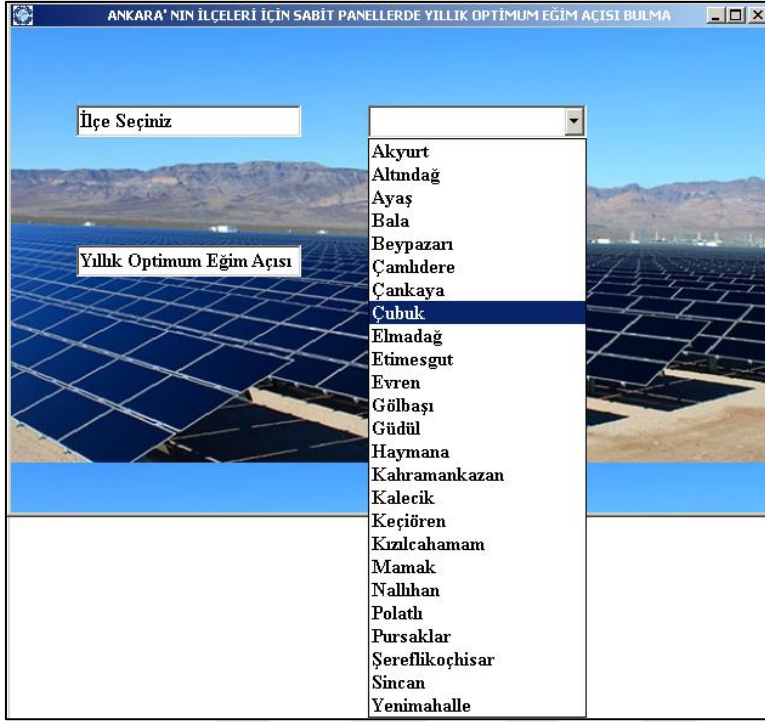 ANKARA' NIN İLÇELERİ İÇİN SABİT PANELLERDE YILLIK OPTİMUM EĞİM AÇISI BULMA
İlçe Seçiniz
Yıllık Optimum Eğim Açısı
Akyurt
Altındağ
Ayaş
Bala
Beypazarı
Çamlıdere
Çankaya
Çubuk
Elmadağ
Etimesgut
Evren
Gölbaşı
Güdül
Haymana
Kahramankazan
Kalecik
Keçiören
Kızılcahamam
Mamak
Nallıhan
Polatlı
Pursaklar
Şereflikoçhisar
Sincan
Yenimahalle